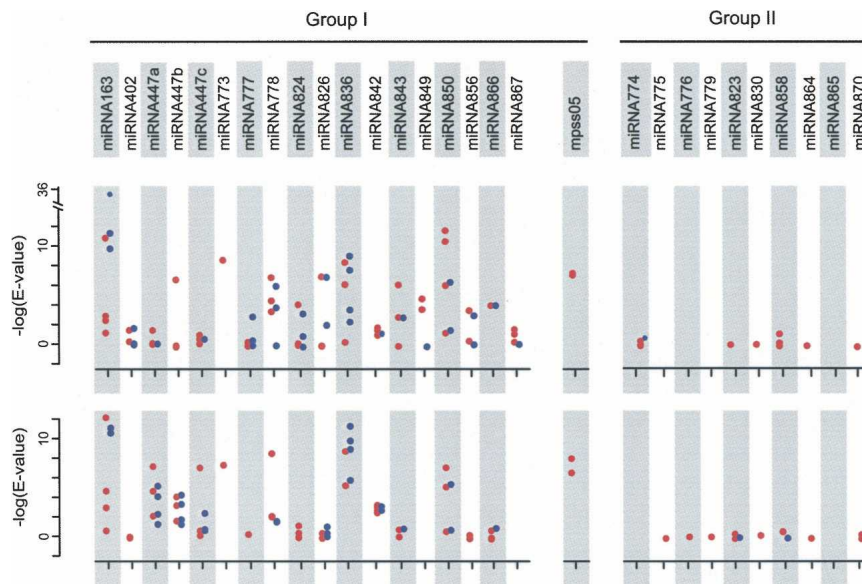 Group I
Group II
miRNA163
miRNA402
miRNA447a
miRNA447b
miRNA447c
miRNA773
miRNA777
miRNA778
miRNA824
miRNA826
miRNA836
miRNA842
miRNA843
miRNA849
miRNA850
miRNA856
miRNA866
miRNA867
mpss05
miRNA774
miRNA775
miRNA776
miRNA779
miRNA823
miRNA830
miRNA858
miRNA864
miRNA865
miRNA870
-log(E-value)
36
10
0
-log(E-value)
10
0